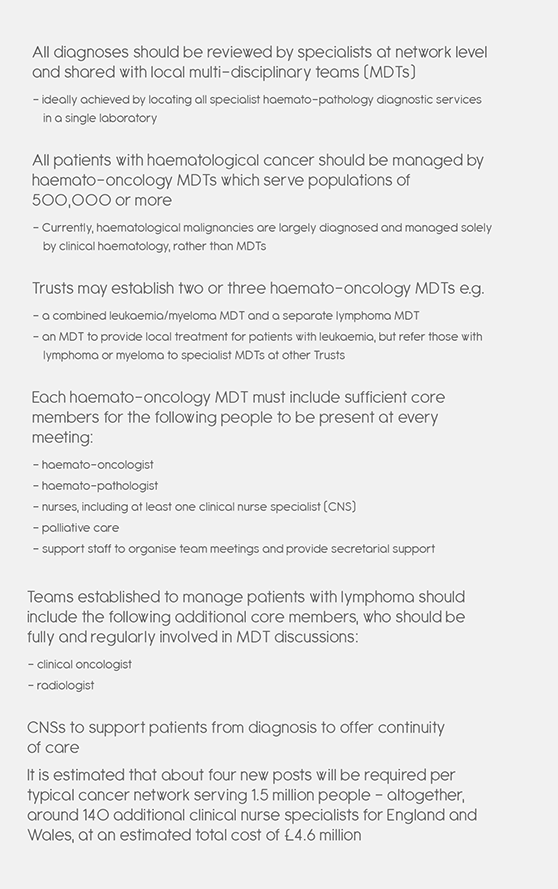 All diagnoses should be reviewed by specialists at network level
and shared with local multi-disciplinary teams (MDTs)
- ideally achieved by locating all specialist haemato-pathology diagnostic services
in a single laboratory
All patients with haematological cancer should be managed by
haemato-oncology MDTs which serve populations of
500,000 or more
- Currently, haematological malignancies are largely diagnosed and managed solely
by clinical haematology, rather than MDTs
Trusts may establish two or three haemato-oncology MDTs e.g.
- a combined leukaemia/myeloma MDT and a separate lymphoma MDT
- an MDT to provide local treatment for patients with leukaemia, but refer those with
lymphoma or myeloma to specialist MDTs at other Trusts
Each haemato-oncology MDT must include sufficient core
members for the following people to be present at every
meeting:
- haemato-oncologist
- haemato-pathologist
- nurses, including at least one clinical nurse specialist (CNS)
- palliative care
- support staff to organise team meetings and provide secretarial support
Teams established to manage patients with lymphoma should
include the following additional core members, who should be
fully and regularly involved in MDT discussions:
- clinical oncologist
- radiologist
CNSs to support patients from diagnosis to offer continuity
of care
It is estimated that about four new posts will be required per
typical cancer network serving 1.5 million people - altogether,
around 140 additional clinical nurse specialists for England and
Wales, at an estimated total cost of £4.6 million